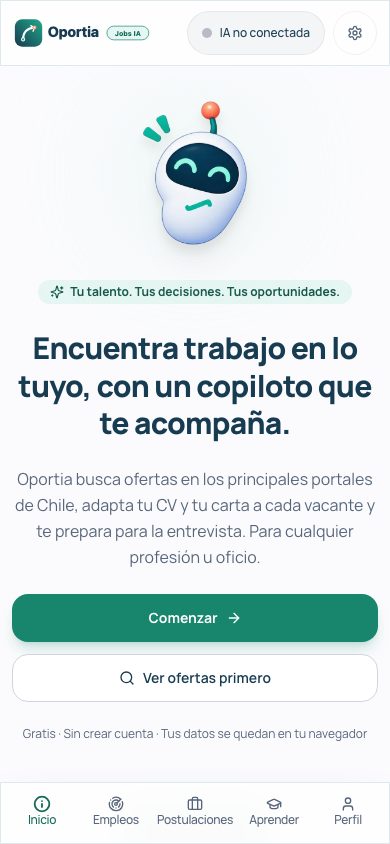 Oportia
Jobs IA
IA no conectada
Tu talento. Tus decisiones. Tus oportunidades.
Encuentra trabajo en lo
tuyo, con un copiloto que
te acompaña.
Oportia busca ofertas en los principales portales
de Chile, adapta tu CV y tu carta a cada vacante y
te prepara para la entrevista. Para cualquier
profesión u oficio.
Comenzar
Ver ofertas primero
Gratis · Sin crear cuenta · Tus datos se quedan en tu navegador
Inicio
Empleos
Postulaciones
Aprender
Perfil